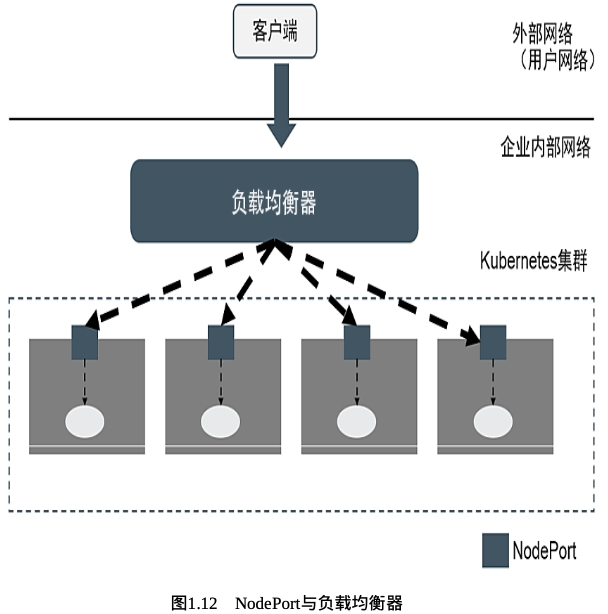 客户端
外部网络
（用户网络）
企业内部网络
负载均衡器
Kubernetes集群
NodePort
图1.12 NodePort与负载均衡器